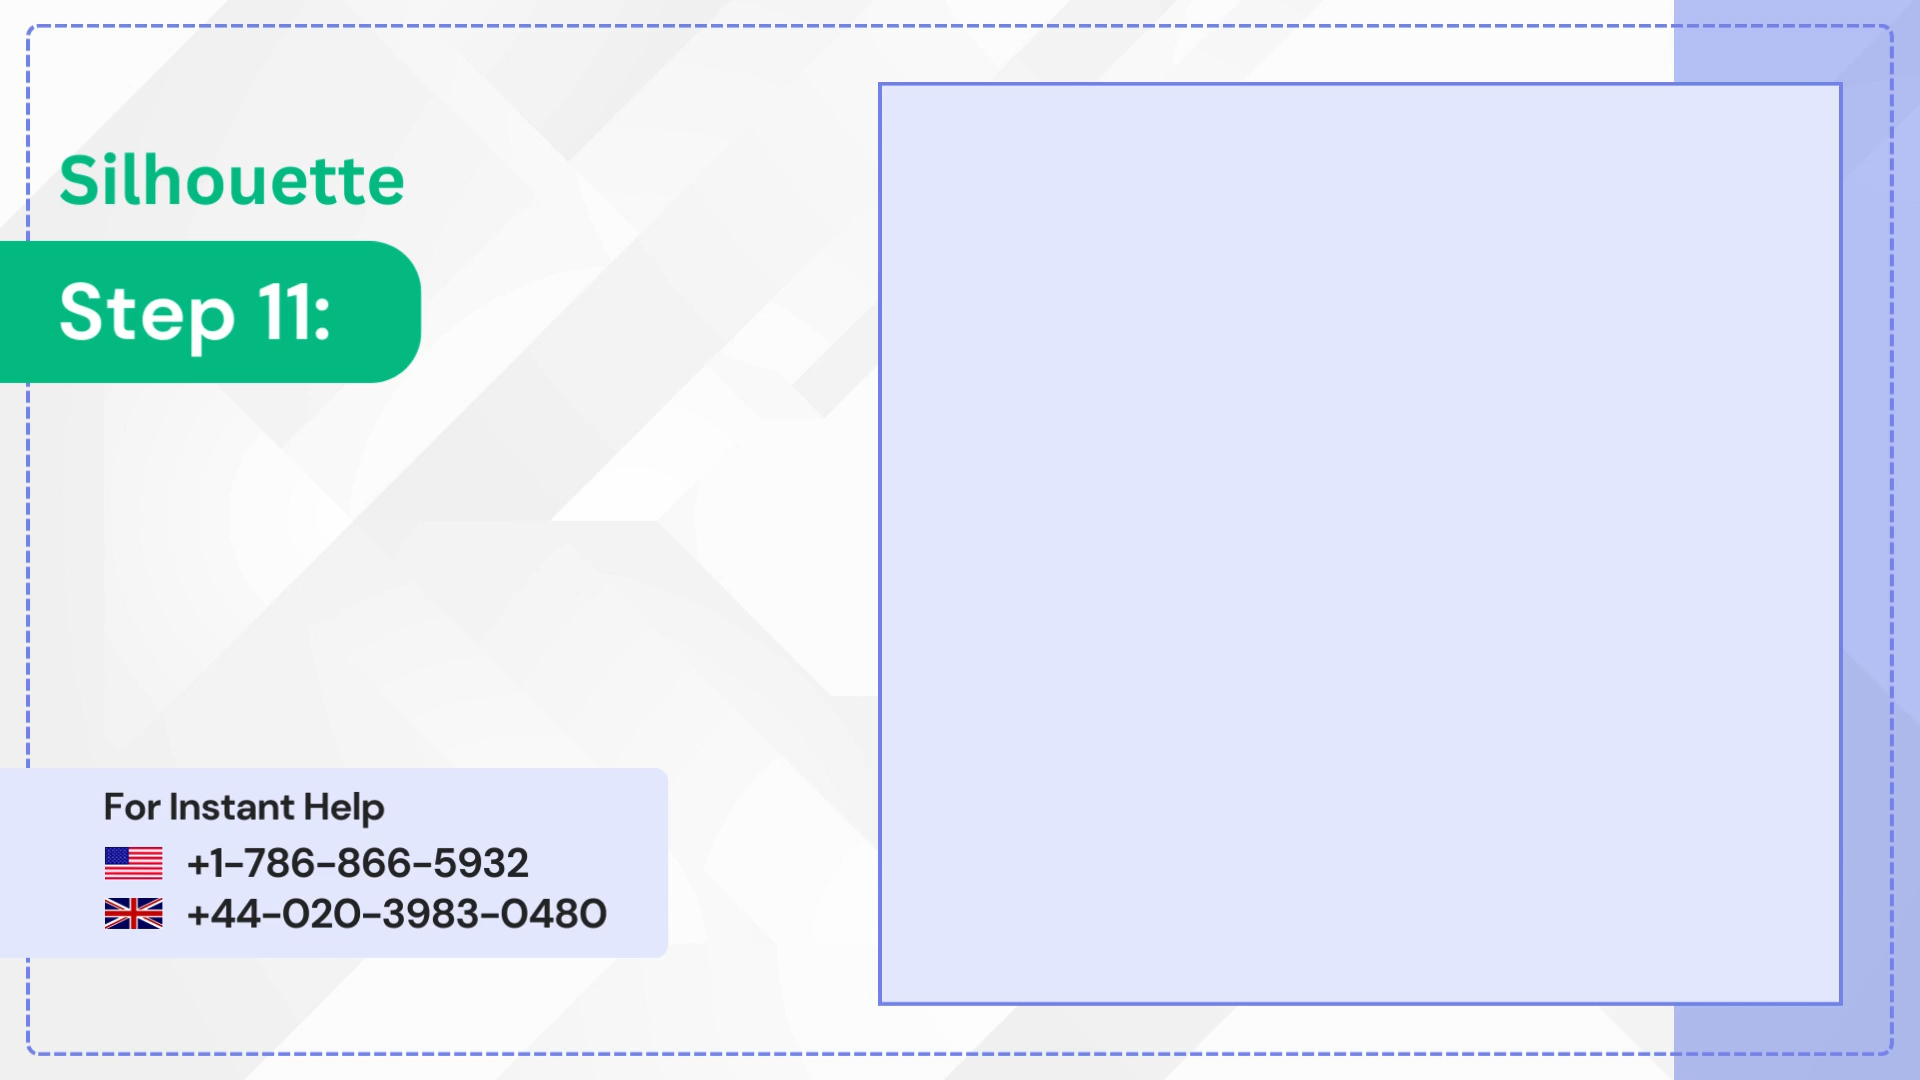 Silhouette
Step 11:
For Instant Help
+1-786-866-5932
+44-020-3983-0480